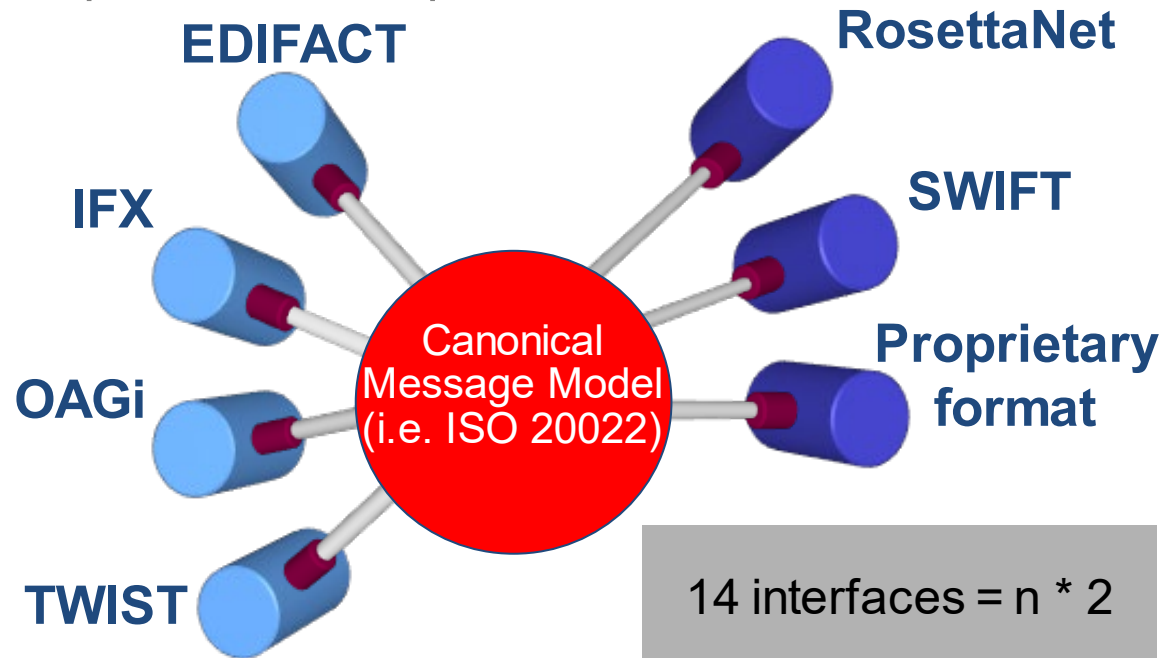 EDIFACT
RosettaNet
IFX
SWIFT
Canonical
Message Model
(i.e. ISO 20022)
OAGi
Proprietary
format
TWIST
14 interfaces = n * 2